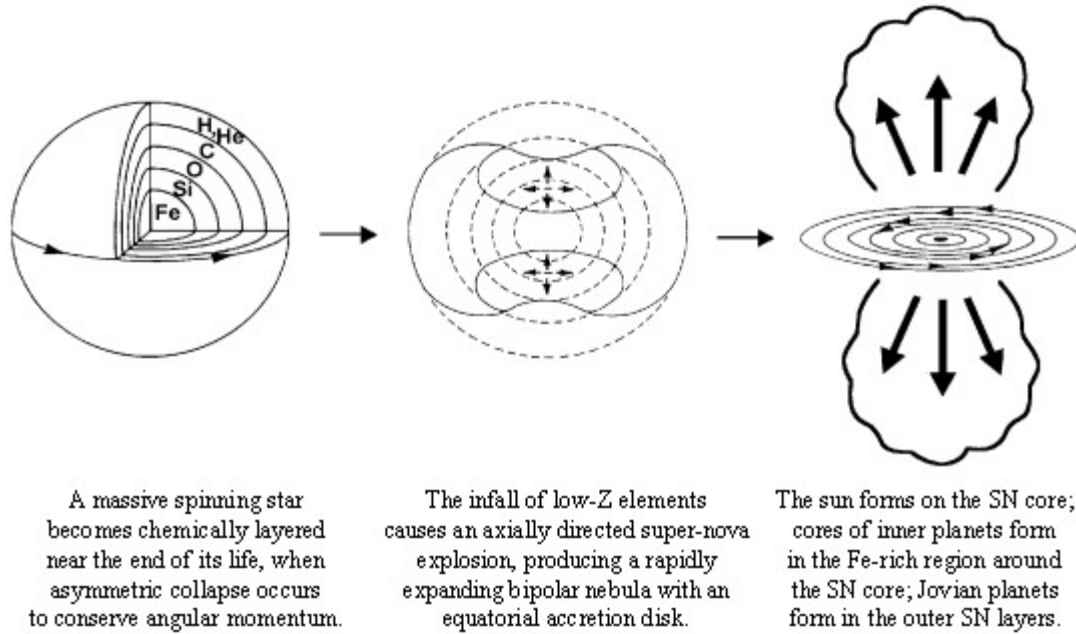 H, He
C
O
Si
Fe
A massive spinning star
becomes chemically layered
near the end of its life, when
asymmetric collapse occurs
to conserve angular momentum.
The infall of low-Z elements
causes an axially directed super-nova
explosion, producing a rapidly
expanding bipolar nebula with an
equatorial accretion disk.
The sun forms on the SN core;
cores of inner planets form
in the Fe-rich region around
the SN core; Jovian planets
form in the outer SN layers.